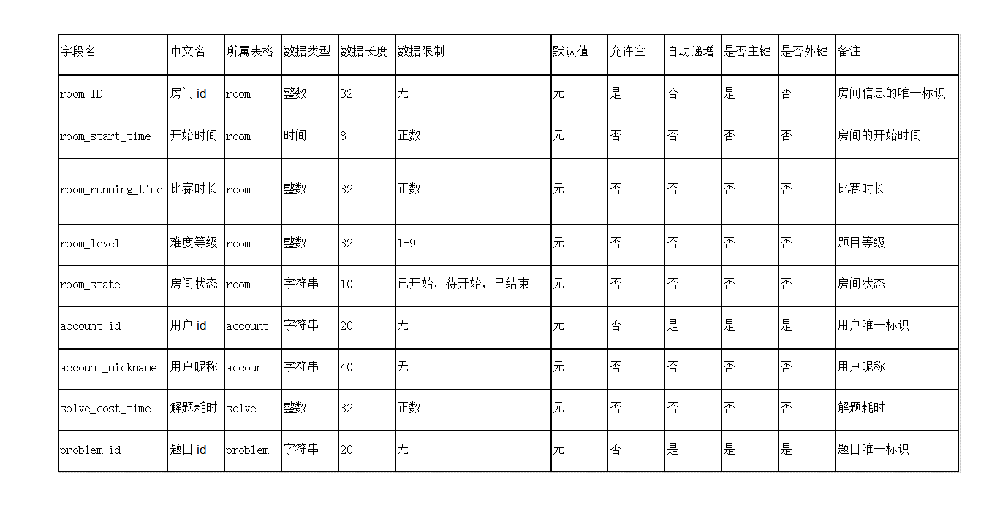 字段名 中文名 所属表格 数据类型 数据长度 数据限制 默认值 允许空 自动递增 是否主键 是否外键 备注
room_ID 房间id room 整数 32 无 无 是 否 是 否 房间信息的唯一标识
room_start_time 开始时间 room 时间 8 正数 无 否 否 否 否 房间的开始时间
room_running_time 比赛时长 room 整数 32 正数 无 否 否 否 否 比赛时长
room_level 难度等级 room 整数 32 1-9 无 否 否 否 否 题目等级
room_state 房间状态 room 字符串 10 已开始，待开始，已结束 无 否 否 否 否 房间状态
account_id 用户id account 字符串 20 无 无 否 是 是 是 用户唯一标识
account_nickname 用户昵称 account 字符串 40 无 无 否 否 否 否 用户昵称
solve_cost_time 解题耗时 solve 整数 32 正数 无 否 否 否 否 解题耗时
problem_id 题目id problem 字符串 20 无 无 否 是 是 是 题目唯一标识